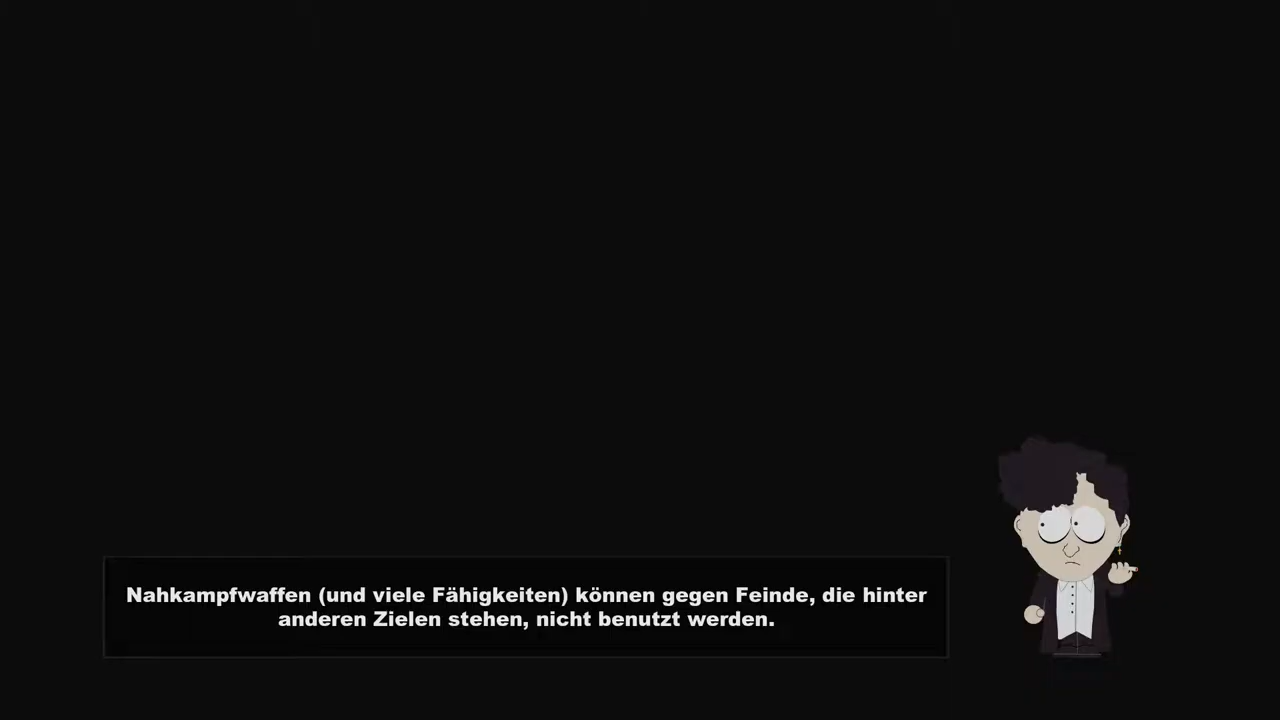 Nahkampfwaffen (und viele Fähigkeiten) können gegen Feinde, die hinter
anderen Zielen stehen, nicht benutzt werden.